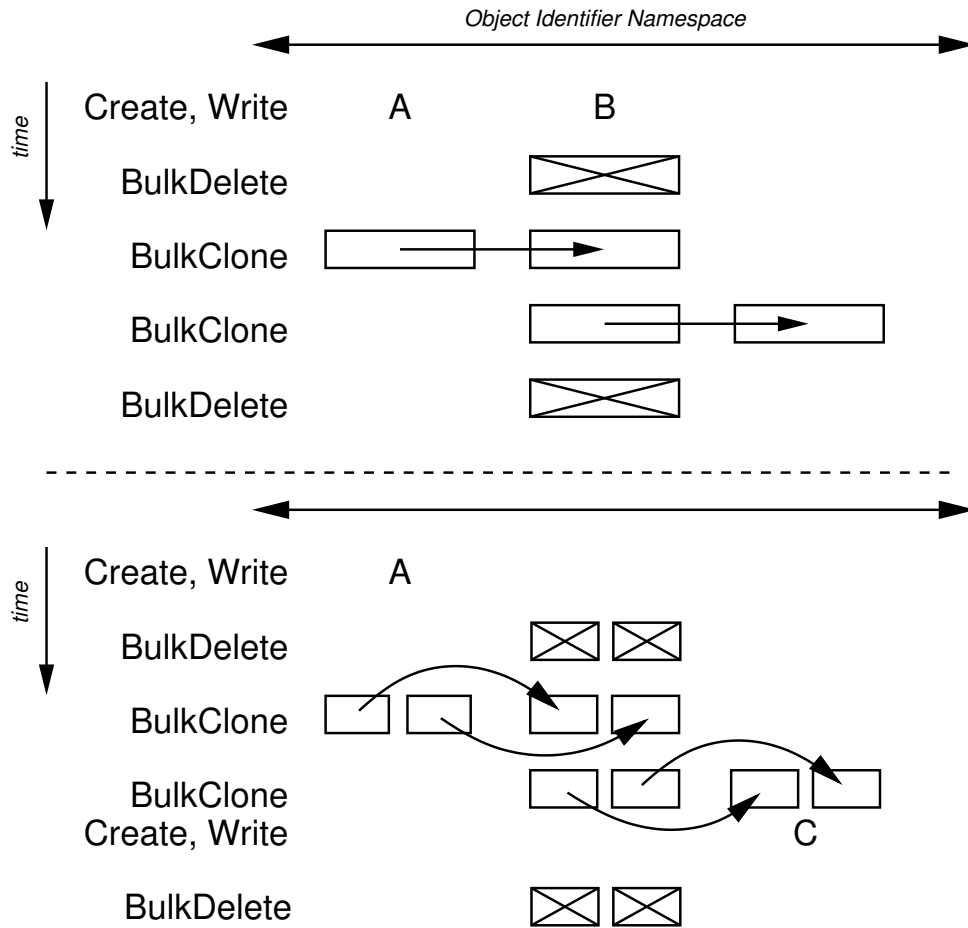 Object Identifier Namespace
time
Create, Write A B
BulkDelete
BulkClone
BulkClone
BulkDelete
time
Create, Write A
BulkDelete
BulkClone
BulkClone
Create, Write C
BulkDelete